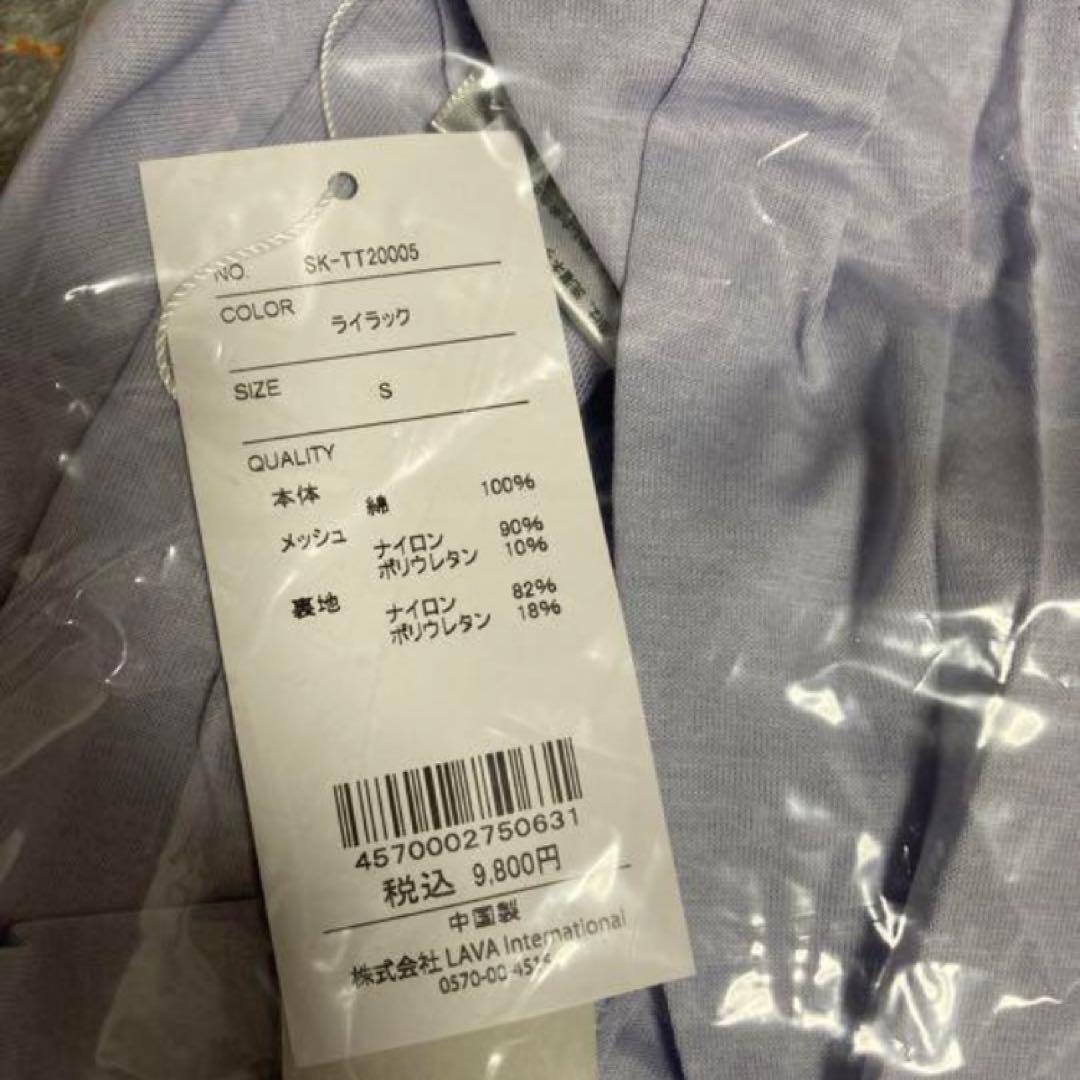 NO. SK-TT20005
COLOR ライラック
SIZE S
QUALITY
本体 綿 100%
メッシュ ナイロン 90%
ポリウレタン 10%
裏地 ナイロン 82%
ポリウレタン 18%
4570002750631
税込 9,800円
中国製
株式会社 LAVA International
0570-00